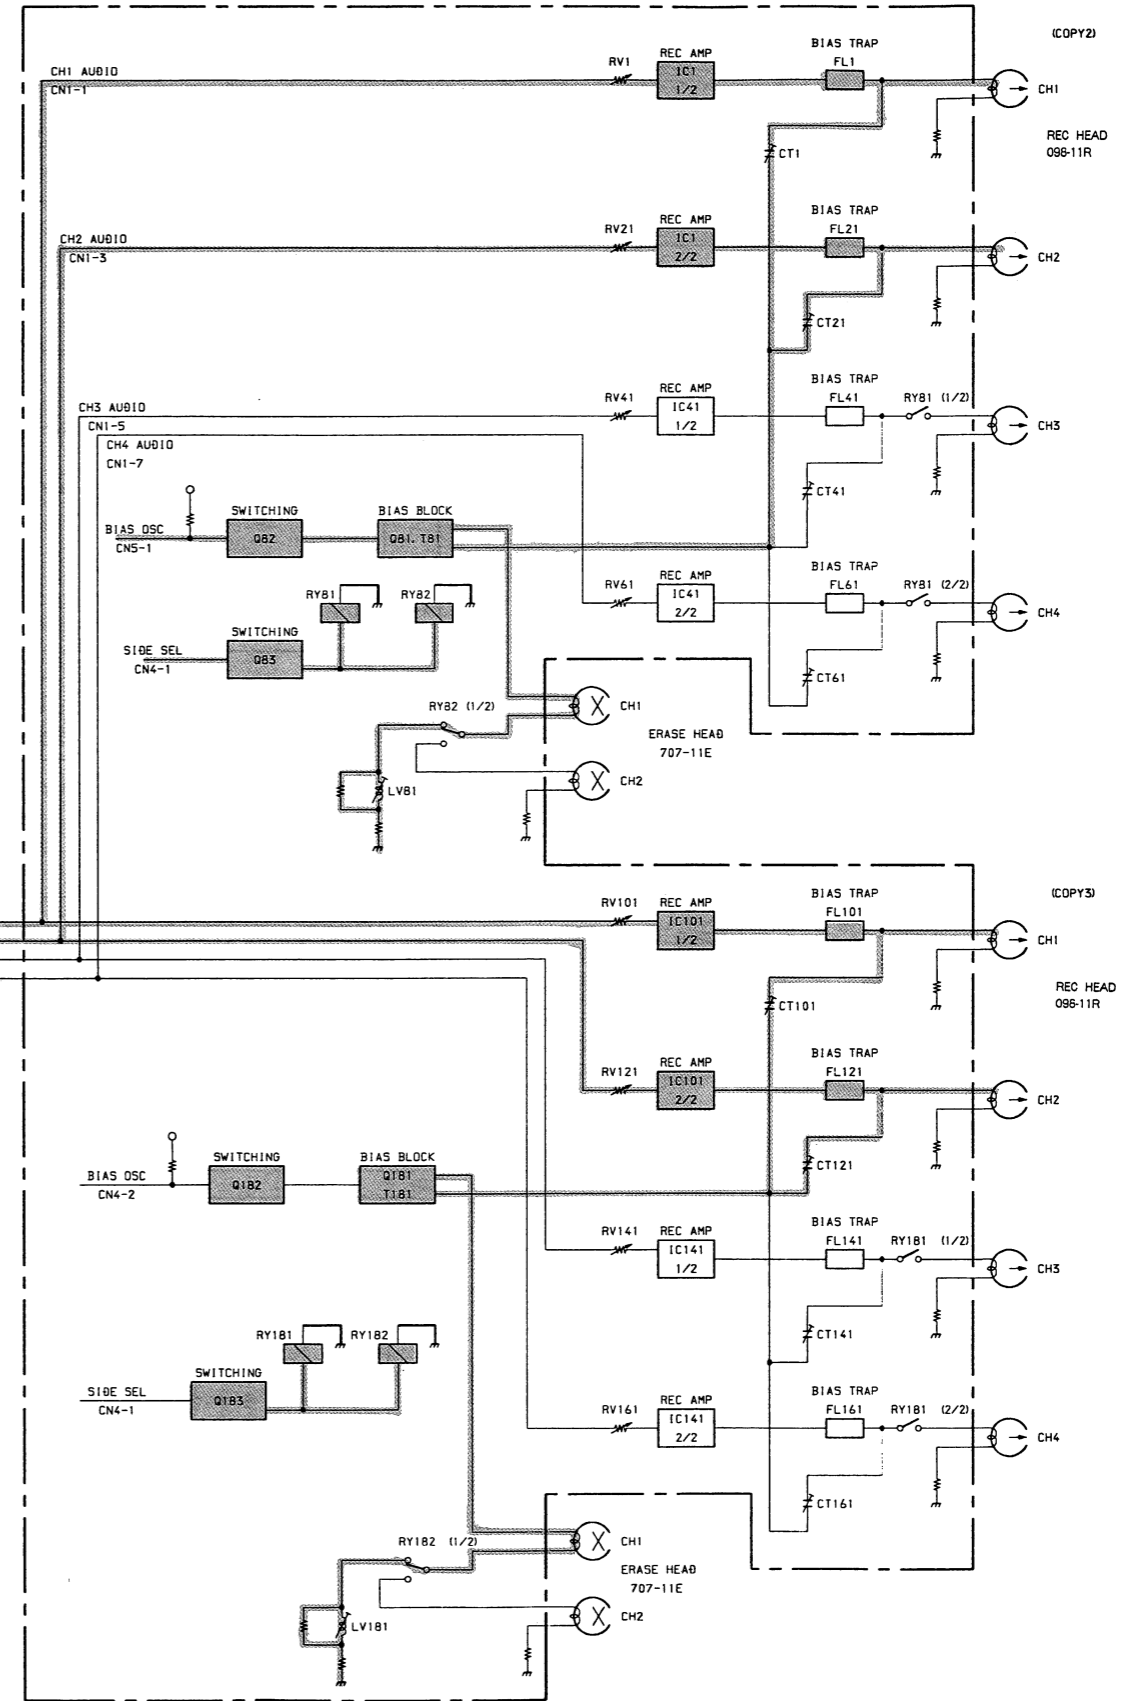 (COPY2)
BIAS TRAP
RV1 REC AMP FL1
CH1 AUDIO IC1 CH1
CN1-1 1/2
REC HEAD
098-11R
CT1
BIAS TRAP
RV21 REC AMP FL21
CH2 AUDIO IC1 CH2
CN1-3 2/2
CT21
BIAS TRAP
RV41 REC AMP FL41 RY81 (1/2)
CH3 AUDIO IC41
CN1-5 1/2 CH3
CH4 AUDIO
CN1-7
CT41
SWITCHING BIAS BLOCK
BIAS OSC Q82 Q81. T81
CN5-1
BIAS TRAP
RV61 REC AMP FL61 RY81 (2/2)
RY81 RY82 IC41
2/2 CH4
SWITCHING
SIDE SEL Q83
CN4-1
CT61
RY82 (1/2) CH1
ERASE HEAD
707-11E
CH2
LV81
(COPY3)
BIAS TRAP
RV101 REC AMP FL101
IC101
1/2 CH1
REC HEAD
098-11R
CT101
BIAS TRAP
RV121 REC AMP FL121
IC101
2/2 CH2
SWITCHING BIAS BLOCK
CT121
BIAS OSC Q182 Q181
CN4-2 T181
BIAS TRAP
RV141 REC AMP FL141 RY181 (1/2)
IC141
1/2 CH3
RY181 RY182 CT141
SWITCHING
SIDE SEL Q183
CN4-1
BIAS TRAP
RV161 REC AMP FL161 RY181 (2/2)
IC141
2/2 CH4
CT161
RY182 (1/2) CH1
ERASE HEAD
707-11E
CH2
LV181